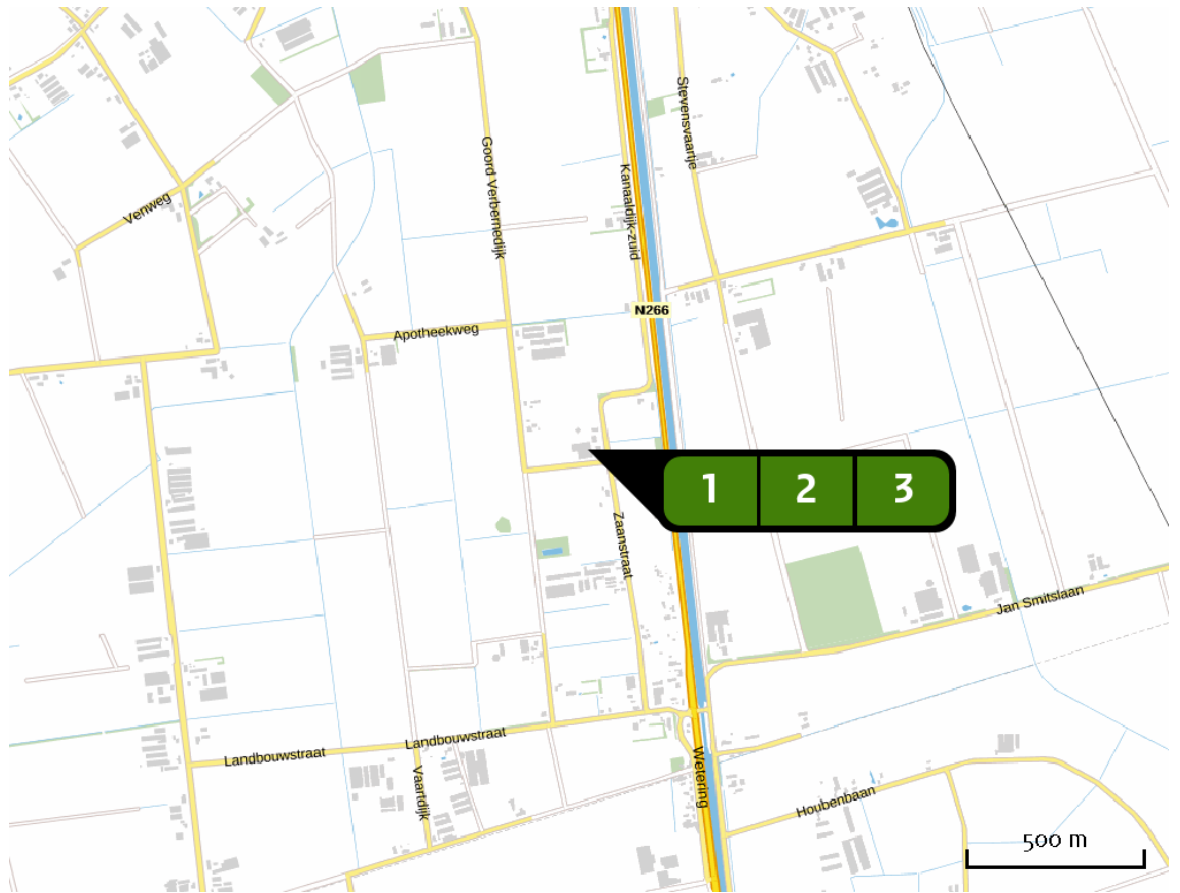 Stevensvaartje
Goord Verbernedijk
Kanaaldijk-zuid
Venweg
N266
Apotheekweg
1 2 3
Zaanstraat
Jan Smitslaan
Landbouwstraat
Landbouwstraat
Wetering
Vaartdijk
Houbenbaan
500 m